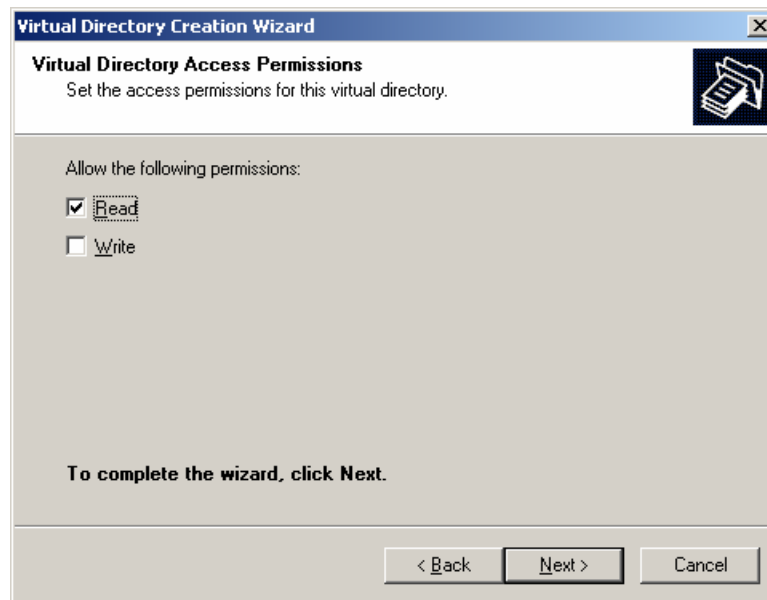 Virtual Directory Creation Wizard
Virtual Directory Access Permissions
Set the access permissions for this virtual directory.
Allow the following permissions:
Read
Write
To complete the wizard, click Next.
< Back
Next >
Cancel